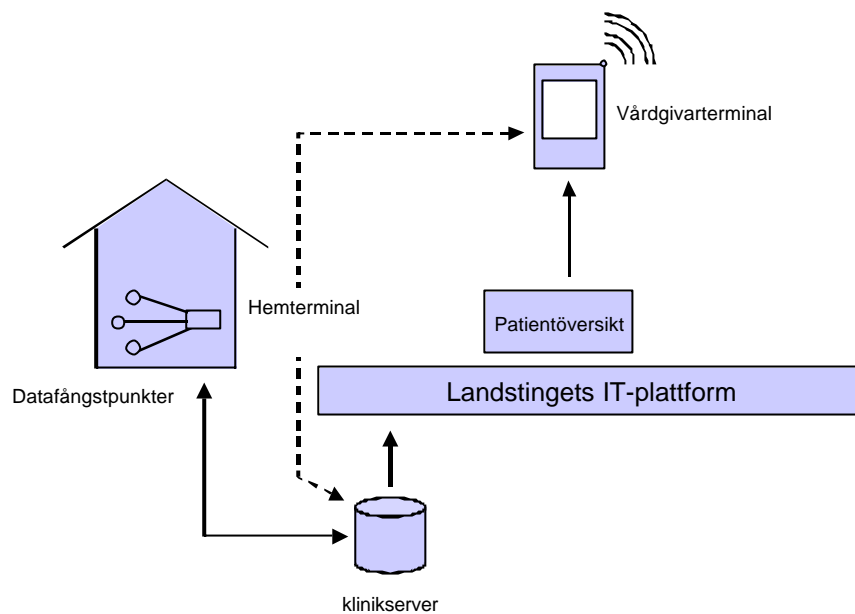 Vårdgivarterminal
Hemterminal
Patientöversikt
Datafångstpunkter
Landstingets IT-plattform
klinikserver